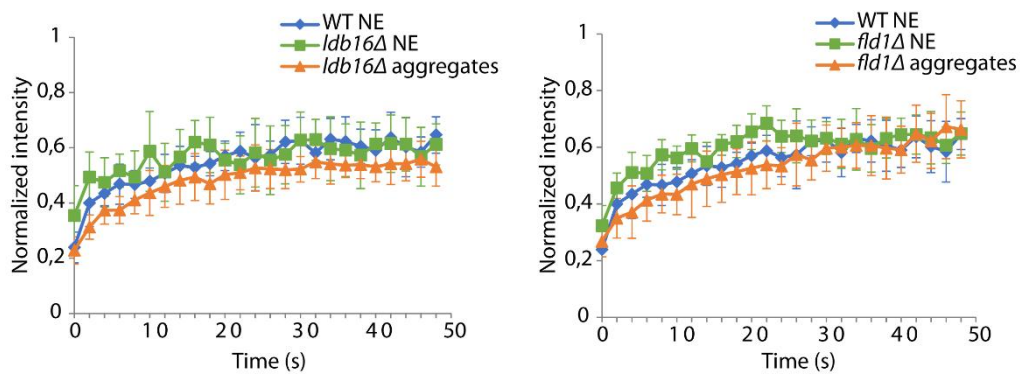 WT NE
ldb16Δ NE
ldb16Δ aggregates
Normalized intensity
1
0,8
0,6
0,4
0,2
0
0 10 20 30 40 50
Time (s)
WT NE
fld1Δ NE
fld1Δ aggregates
Normalized intensity
1
0,8
0,6
0,4
0,2
0
0 10 20 30 40 50
Time (s)